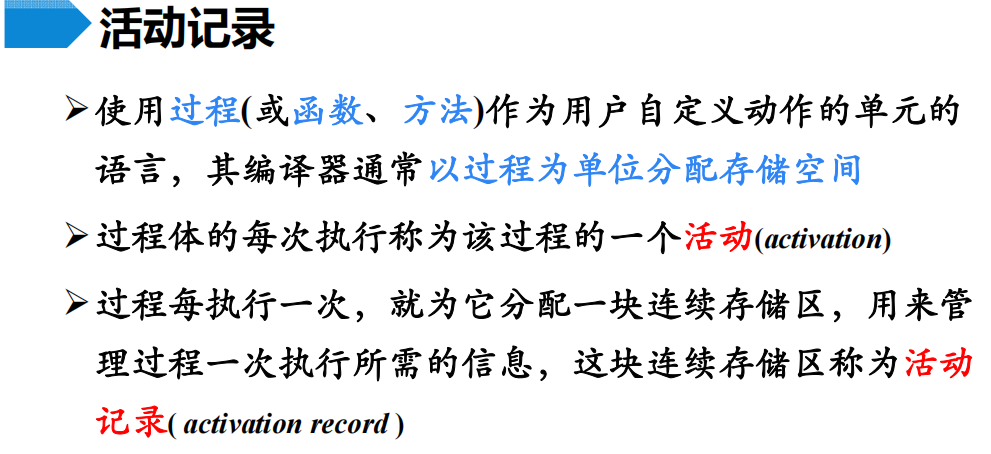 活动记录
➢使用过程(或函数、方法)作为用户自定义动作的单元的
语言，其编译器通常以过程为单位分配存储空间
➢过程体的每次执行称为该过程的一个活动(activation)
➢过程每执行一次，就为它分配一块连续存储区，用来管
理过程一次执行所需的信息，这块连续存储区称为活动
记录( activation record )